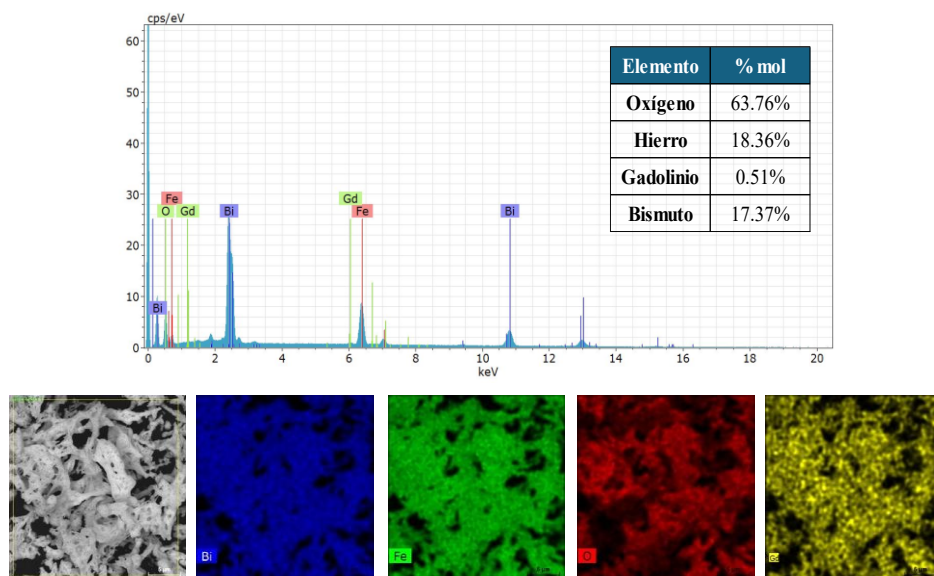 cps/eV
60
50
40
30
20
10
0
Fe
O Gd
Bi
Bi
Gd
Fe
Bi
0 2 4 6 8 10 12 14 16 18 20
keV
Elemento % mol
Oxígeno 63.76%
Hierro 18.36%
Gadolinio 0.51%
Bismuto 17.37%
Bi
Fe
O
Gd